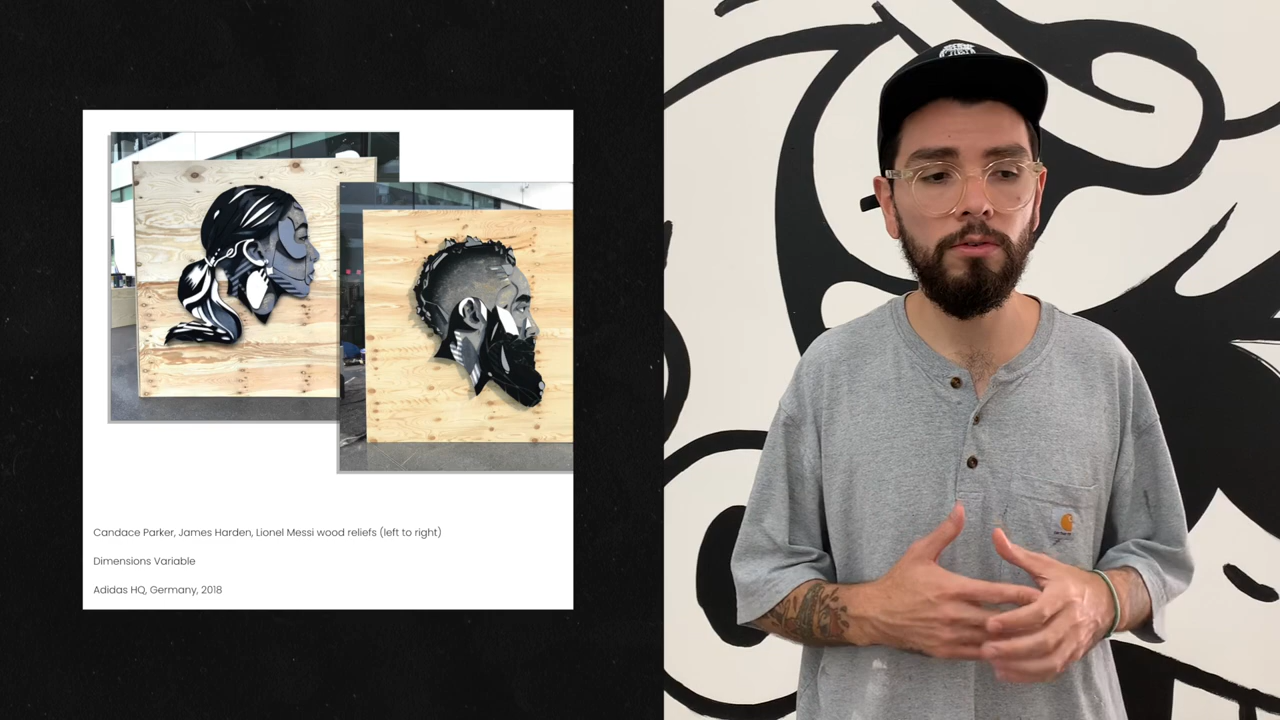 Candace Parker, James Harden, Lionel Messi wood reliefs (left to right)
Dimensions Variable
Adidas HQ, Germany, 2018